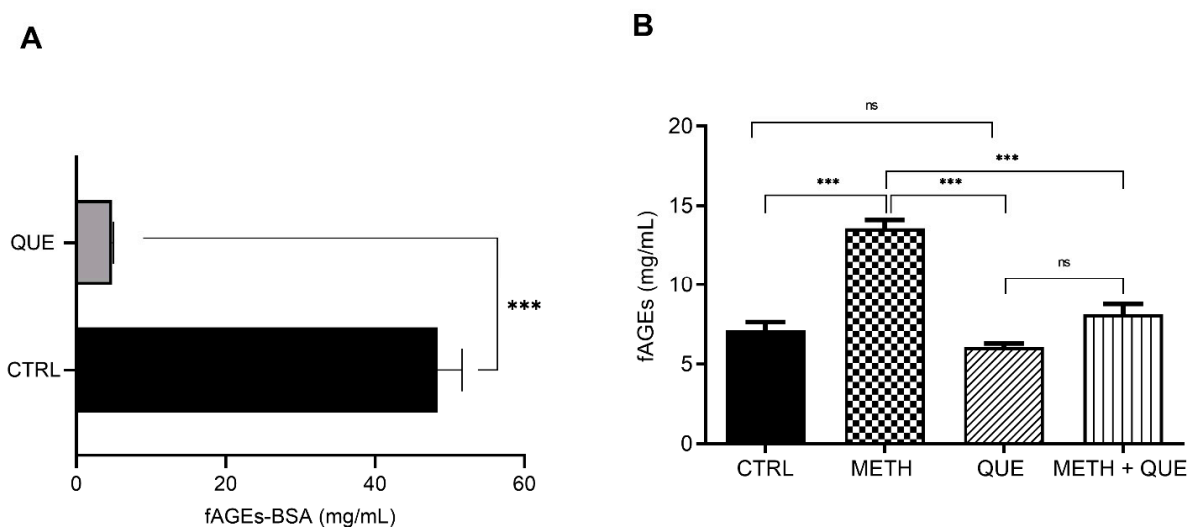 A
QUE
CTRL
***
0 20 40 60
fAGEs-BSA (mg/mL)
B
ns
20
***
*** ***
15
ns
10
5
0
fAGEs (mg/mL)
CTRL METH QUE METH + QUE